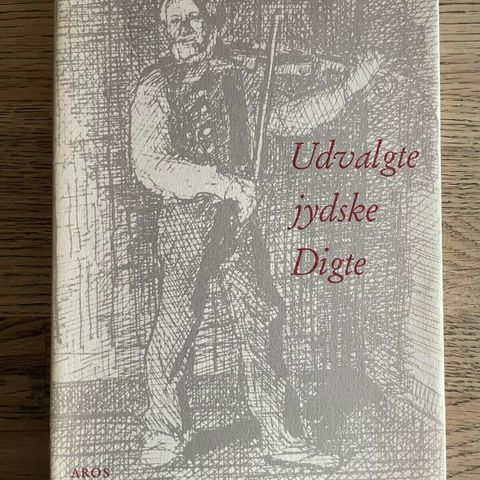 Udvalgte
jydske
Digte
AROS